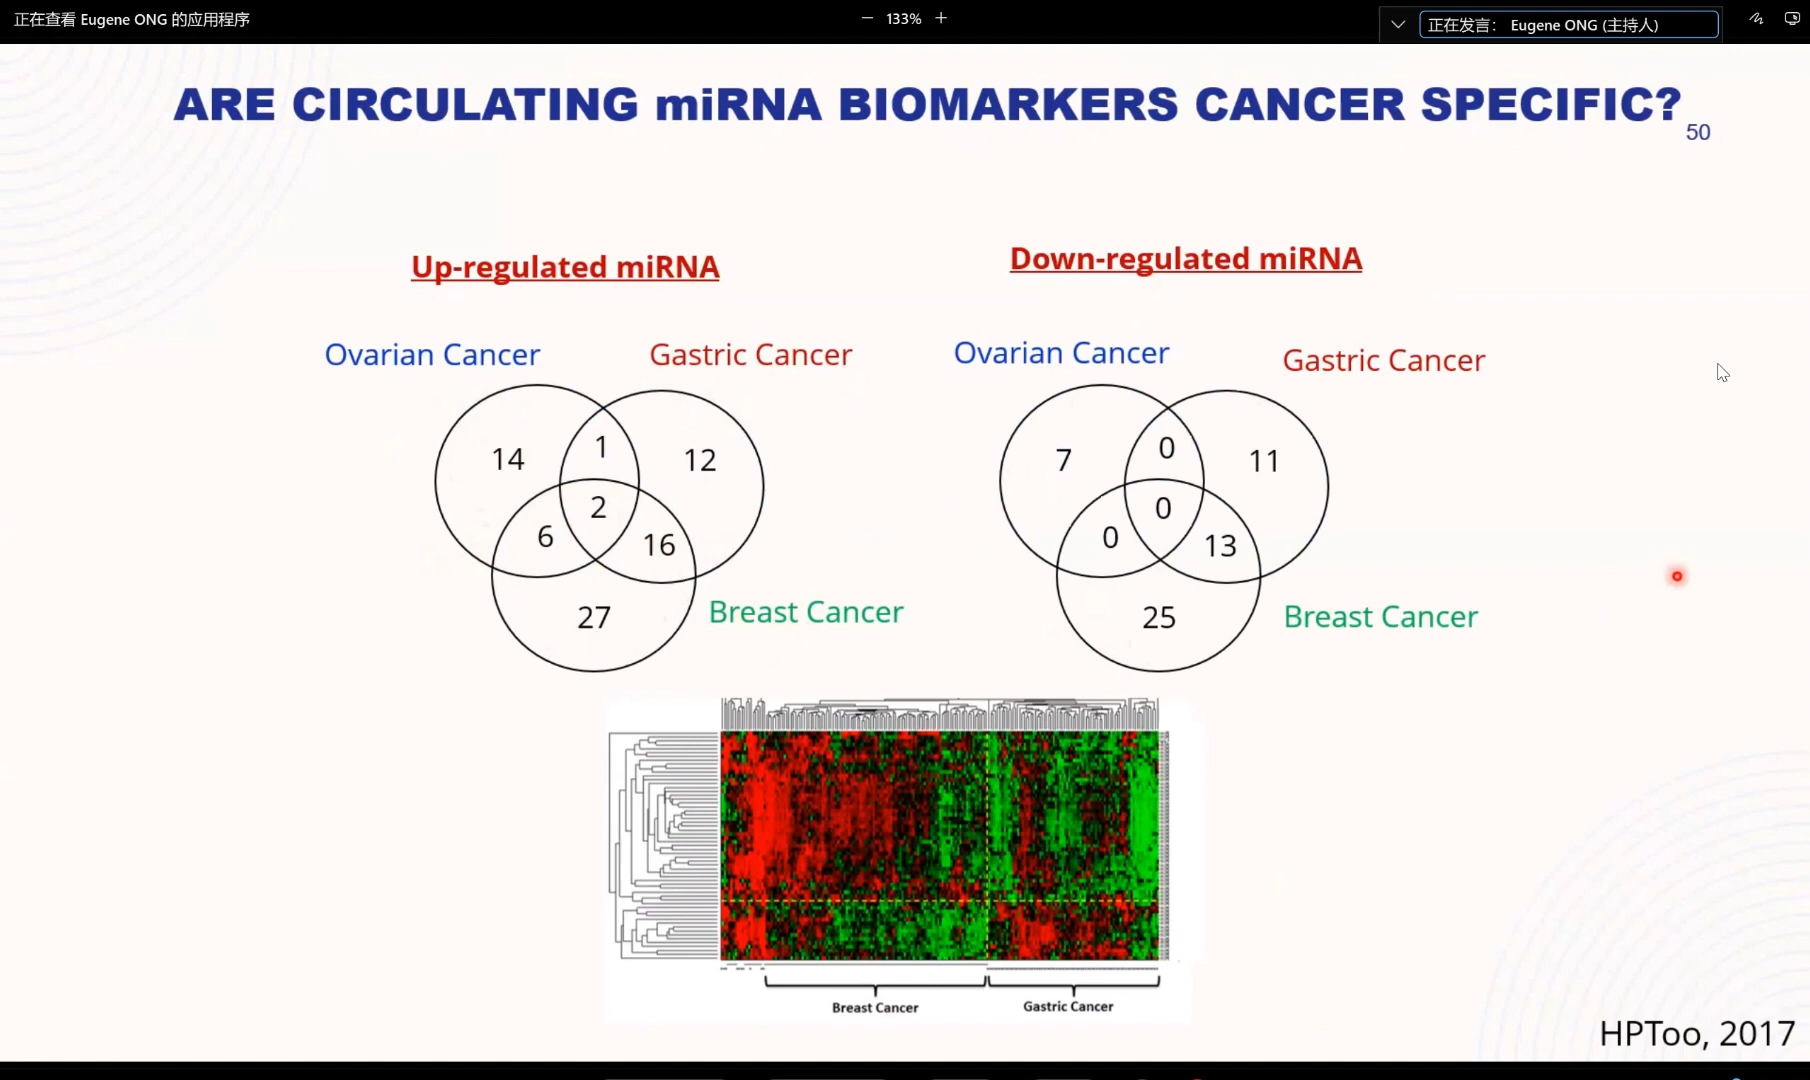 正在查看 Eugene ONG 的应用程序
133%
正在发言： Eugene ONG (主持人)
ARE CIRCULATING miRNA BIOMARKERS CANCER SPECIFIC?
50
Up-regulated miRNA
Down-regulated miRNA
Ovarian Cancer
Gastric Cancer
14
1
12
2
6
16
27
Breast Cancer
Ovarian Cancer
Gastric Cancer
7
0
11
0
0
13
25
Breast Cancer
Breast Cancer
Gastric Cancer
HPToo, 2017